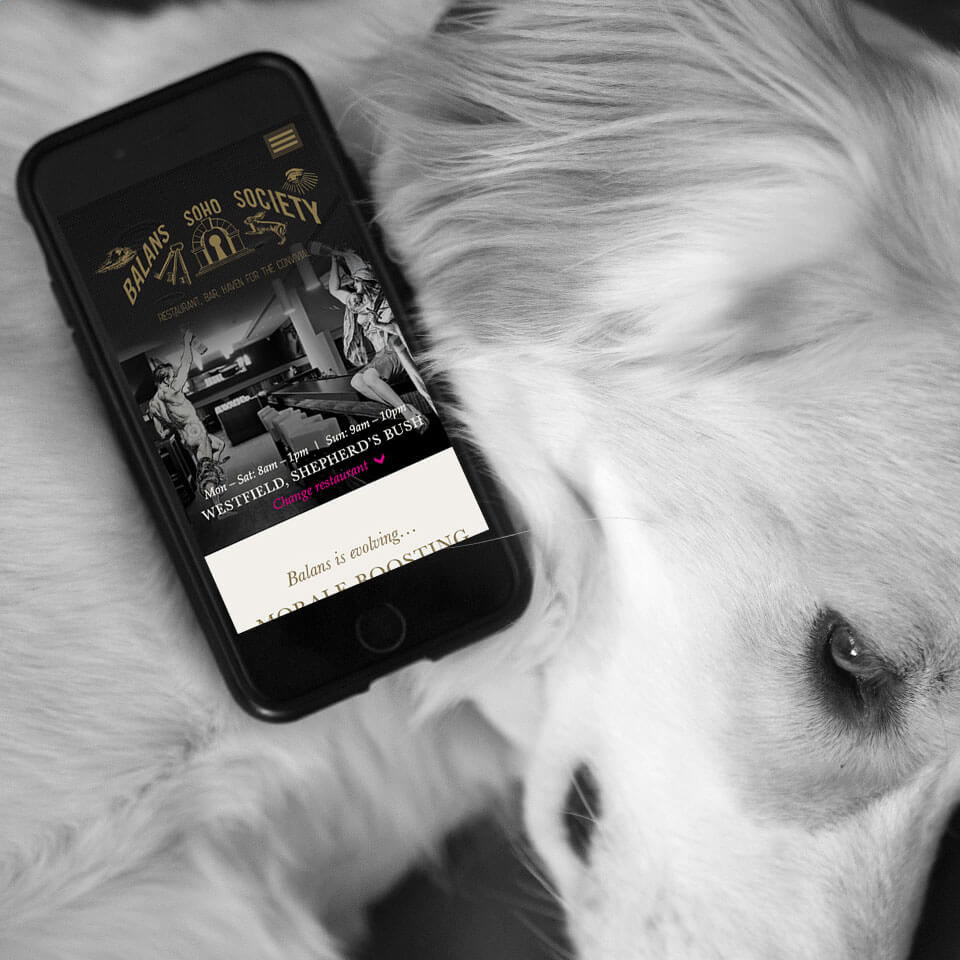 BALANS SOHO SOCIETY
RESTAURANT, BAR, HAVEN FOR THE CONVIVIAL
Mon – Sat: 8am – 1pm | Sun: 9am – 10pm
WESTFIELD, SHEPHERD'S BUSH
Change restaurant
Balans is evolving…
MORALE BOOSTING